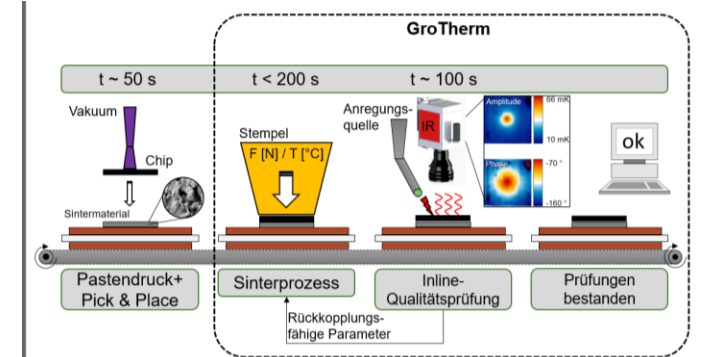 GroTherm
t ~ 50 s
t < 200 s
t ~ 100 s
Vakuum
Chip
Sintermaterial
Stempel
F [N] / T [°C]
Anregungs-
quelle
IR
Amplitude
66 mK
10 mK
Phase
-70 °
-160 °
ok
Pastendruck+
Pick & Place
Sinterprozess
Inline-
Qualitätsprüfung
Prüfungen
bestanden
Rückkopplungs-
fähige Parameter